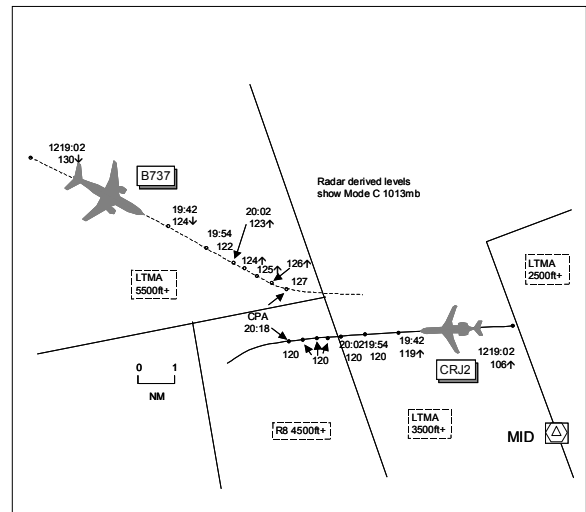 1219:02
130↓
B737
Radar derived levels
show Mode C 1013mb
19:42
124↓
20:02
123↑
19:54
122
124↑
125↑
126↑
127
LTMA
5500ft+
LTMA
2500ft+
CPA
20:18
120
120
20:02
120
19:54
120
19:42
119↑
1219:02
106↑
CRJ2
0 1
NM
R8 4500ft+
LTMA
3500ft+
MID